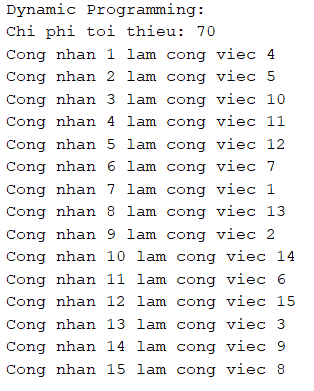 Dynamic Programming:
Chi phi toi thieu: 70
Cong nhan 1 lam cong viec 4
Cong nhan 2 lam cong viec 5
Cong nhan 3 lam cong viec 10
Cong nhan 4 lam cong viec 11
Cong nhan 5 lam cong viec 12
Cong nhan 6 lam cong viec 7
Cong nhan 7 lam cong viec 1
Cong nhan 8 lam cong viec 13
Cong nhan 9 lam cong viec 2
Cong nhan 10 lam cong viec 14
Cong nhan 11 lam cong viec 6
Cong nhan 12 lam cong viec 15
Cong nhan 13 lam cong viec 3
Cong nhan 14 lam cong viec 9
Cong nhan 15 lam cong viec 8